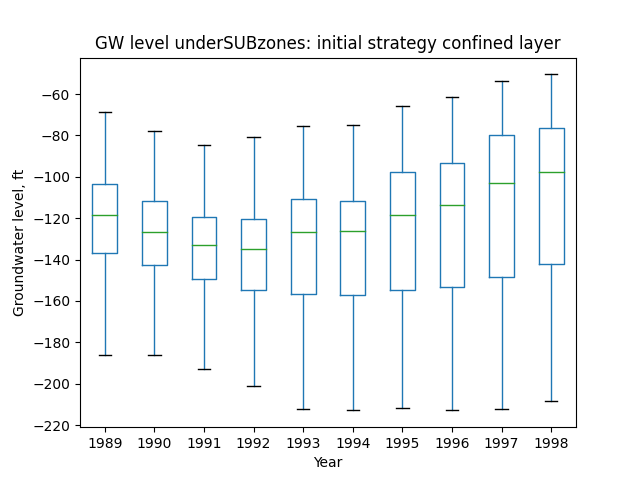 GW level underSUBzones: initial strategy confined layer
−60
−80
−100
−120
−140
−160
−180
−200
−220
Groundwater level, ft
1989 1990 1991 1992 1993 1994 1995 1996 1997 1998
Year